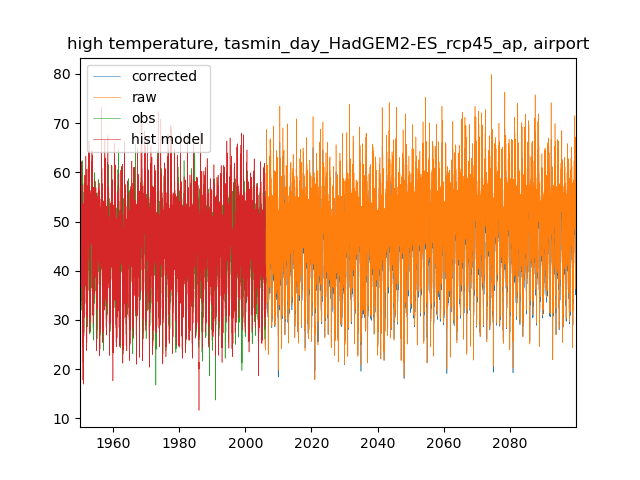 high temperature, tasmin_day_HadGEM2-ES_rcp45_ap, airport
corrected
raw
obs
hist model
80
70
60
50
40
30
20
10
1960 1980 2000 2020 2040 2060 2080